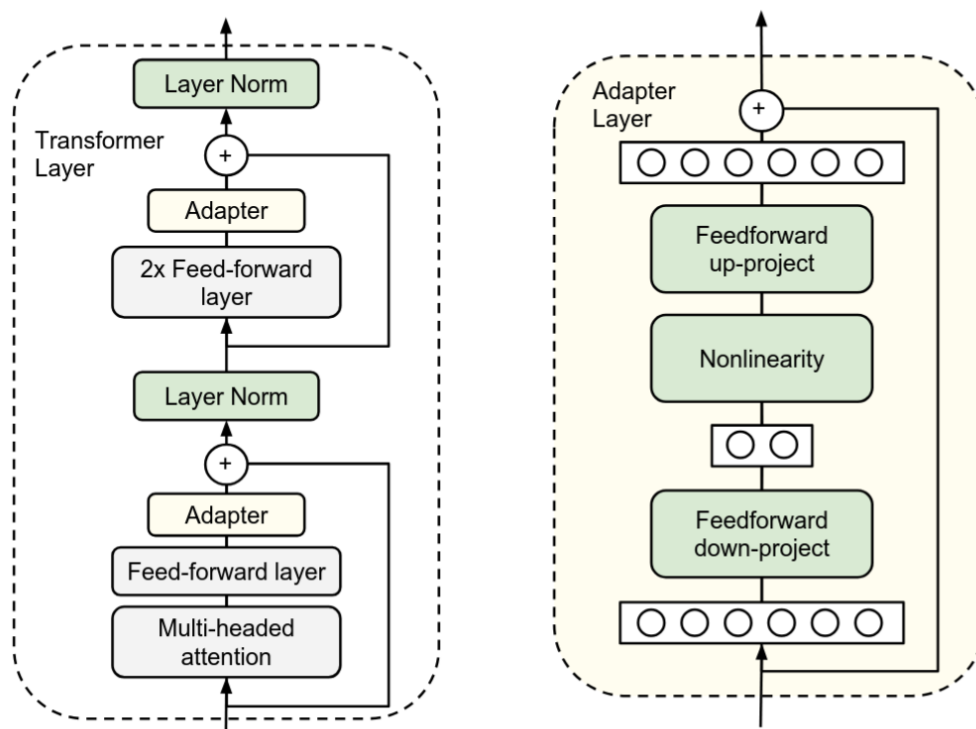 Layer Norm
Transformer
Layer
+
Adapter
2x Feed-forward
layer
Layer Norm
+
Adapter
Feed-forward layer
Multi-headed
attention
Adapter
Layer
+
Feedforward
up-project
Nonlinearity
Feedforward
down-project